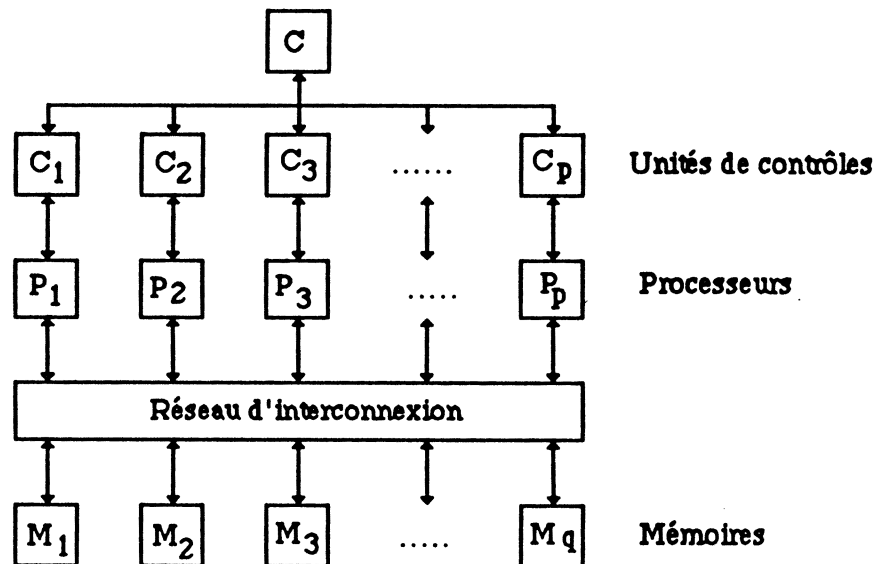 C
C1 C2 C3 ...... Cp Unités de contrôles
P1 P2 P3 ..... Pp Processeurs
Réseau d'interconnexion
M1 M2 M3 ..... Mq Mémoires